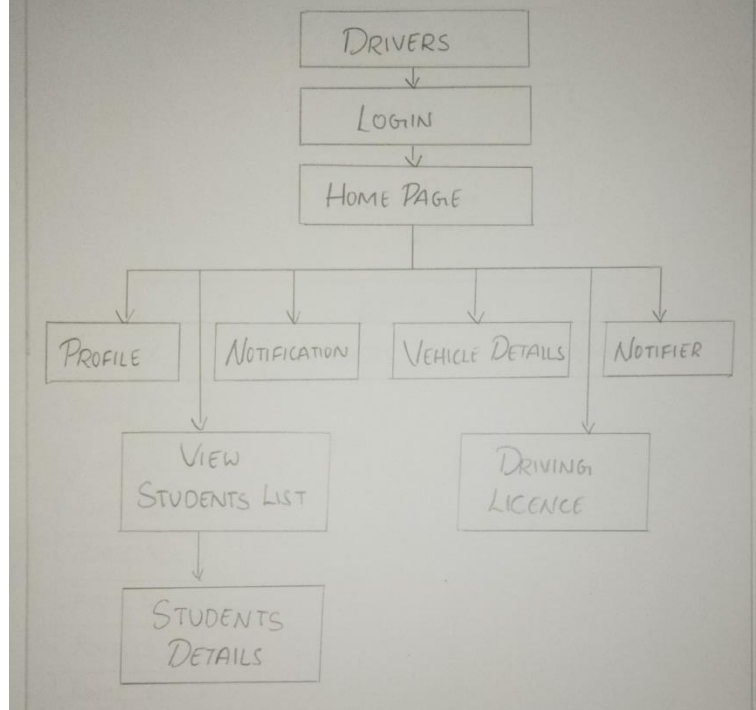 DRIVERS
LOGIN
HOME PAGE
PROFILE
NOTIFICATION
VEHICLE DETAILS
NOTIFIER
VIEW
STUDENTS LIST
DRIVING
LICENCE
STUDENTS
DETAILS